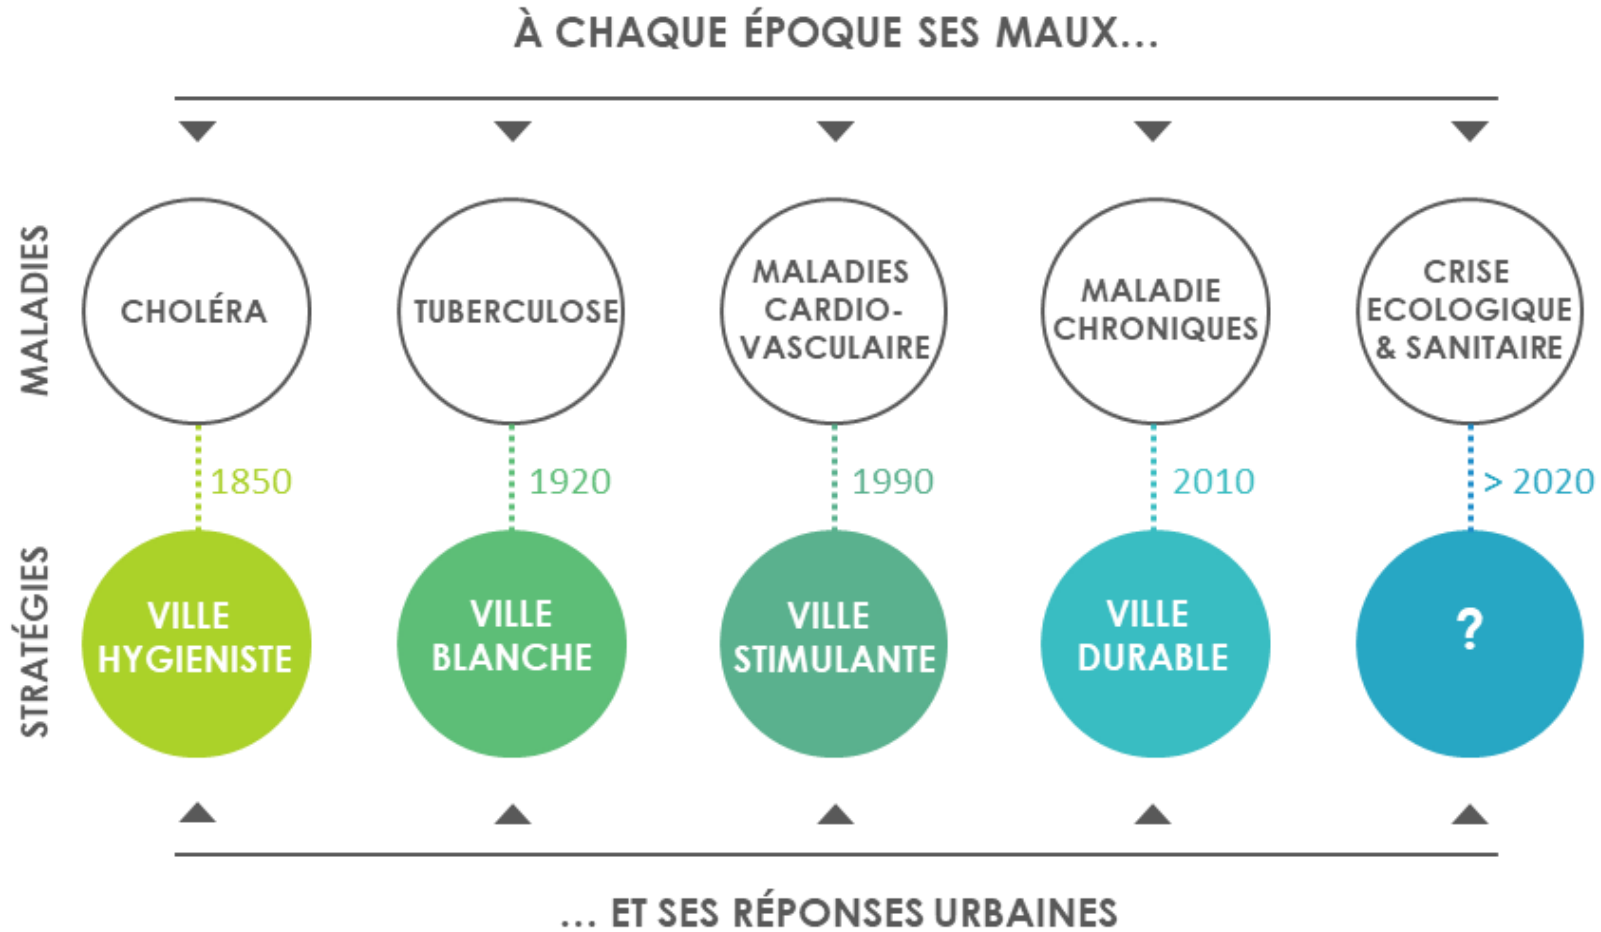 À CHAQUE ÉPOQUE SES MAUX...
MALADIES
CHOLÉRA
TUBERCULOSE
MALADIES
CARDIO-
VASCULAIRE
MALADIE
CHRONIQUES
CRISE
ECOLOGIQUE
& SANITAIRE
1850
1920
1990
2010
> 2020
STRATÉGIES
VILLE
HYGIENISTE
VILLE
BLANCHE
VILLE
STIMULANTE
VILLE
DURABLE
?
... ET SES RÉPONSES URBAINES